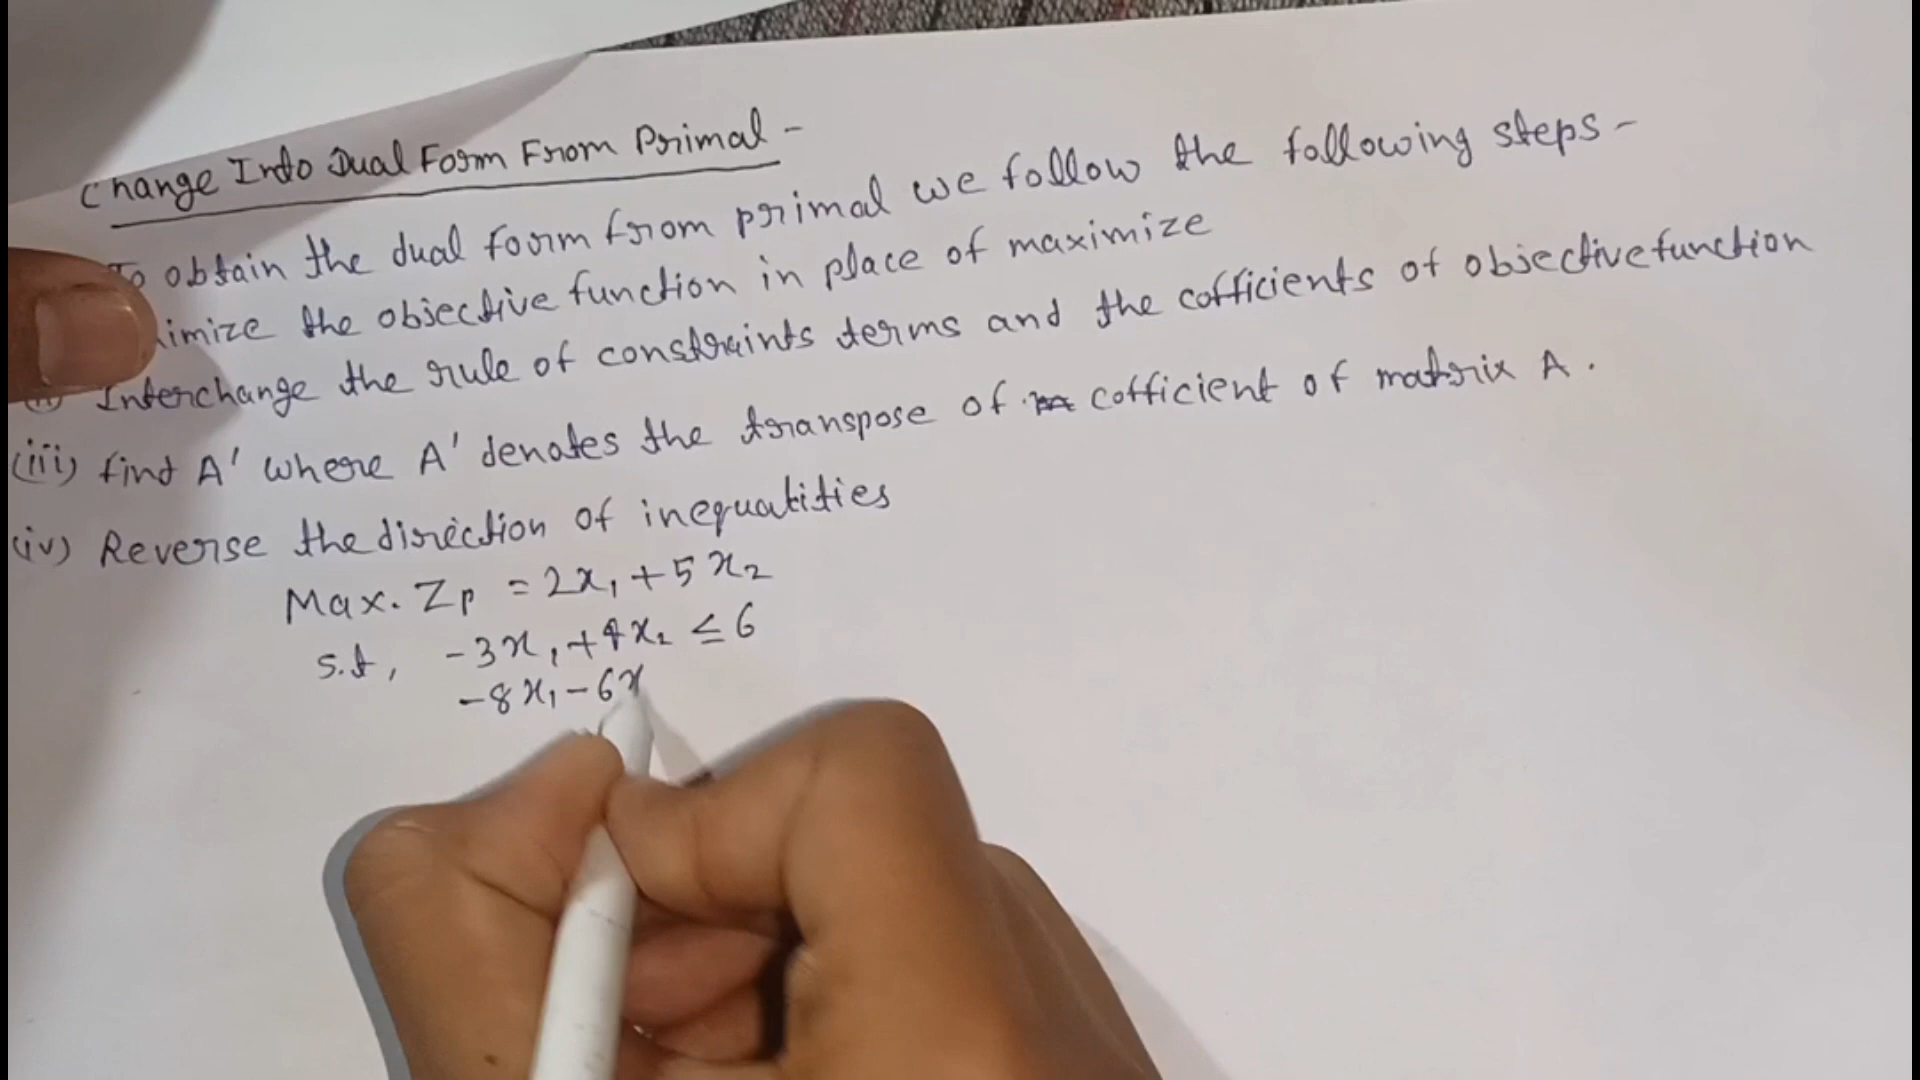 Change Into Dual Form From Primal -
To obtain the dual form from primal we follow the following steps -
imize the objective function in place of maximize
(ii) Interchange the rule of constraints terms and the cofficients of objective function
(iii) find A' where A' denotes the transpose of cofficient of matrix A.
(iv) Reverse the direction of inequatities
Max. Zp = 2x₁ + 5x₂
s.t, -3x₁ + 4x₂ ≤ 6
-8x₁ - 6x